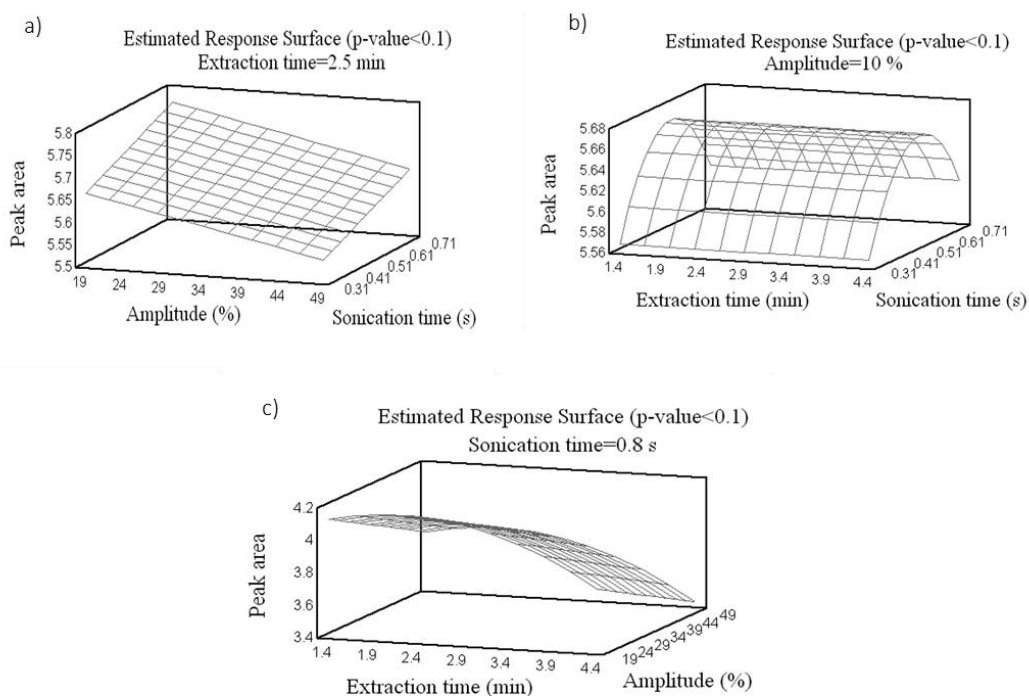 a)
Estimated Response Surface (p-value<0.1)
Extraction time=2.5 min
Peak area
5.8
5.75
5.7
5.65
5.6
5.55
5.5
19 24 29 34 39 44 49
Amplitude (%)
0.31 0.41 0.51 0.61 0.71
Sonication time (s)
b)
Estimated Response Surface (p-value<0.1)
Amplitude=10 %
Peak area
5.68
5.66
5.64
5.62
5.6
5.58
5.56
1.4 1.9 2.4 2.9 3.4 3.9 4.4
Extraction time (min)
0.31 0.41 0.51 0.61 0.71
Sonication time (s)
c)
Estimated Response Surface (p-value<0.1)
Sonication time=0.8 s
Peak area
4.2
4
3.8
3.6
3.4
1.4 1.9 2.4 2.9 3.4 3.9 4.4
Extraction time (min)
19 24 29 34 39 44 49
Amplitude (%)